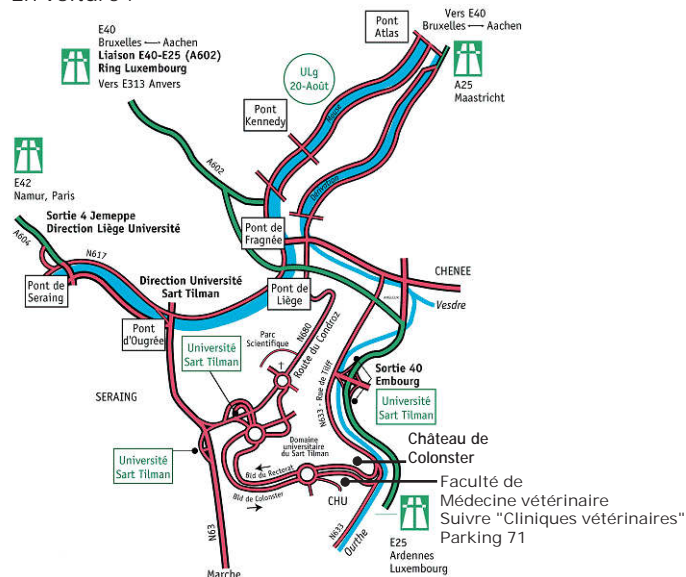 E40
Bruxelles ⟷ Aachen
Liaison E40-E25 (A602)
Ring Luxembourg
Vers E313 Anvers
ULg
20-Août
Pont
Atlas
Vers E40
Bruxelles ⟷ Aachen
A25
Maastricht
Pont
Kennedy
Meuse
Dérivation
A602
E42
Namur, Paris
Sortie 4 Jemeppe
Direction Liège Université
A604
N617
Pont de
Seraing
Direction Université
Sart Tilman
Pont
d'Ougrée
Pont de
Fragnée
Pont de
Liège
CHENEE
Vesdre
Parc
Scientifique
N680
Route du Condroz
Université
Sart Tilman
SERAING
Université
Sart Tilman
N633 - Rue de Tilff
Sortie 40
Embourg
Université
Sart Tilman
Domaine
universitaire
du Sart Tilman
Bld du Rectorat
Bld de Colonster
CHU
Château de
Colonster
Faculté de
Médecine vétérinaire
Suivre "Cliniques vétérinaires"
Parking 71
N63
Marche
N633
Ourthe
E25
Ardennes
Luxembourg